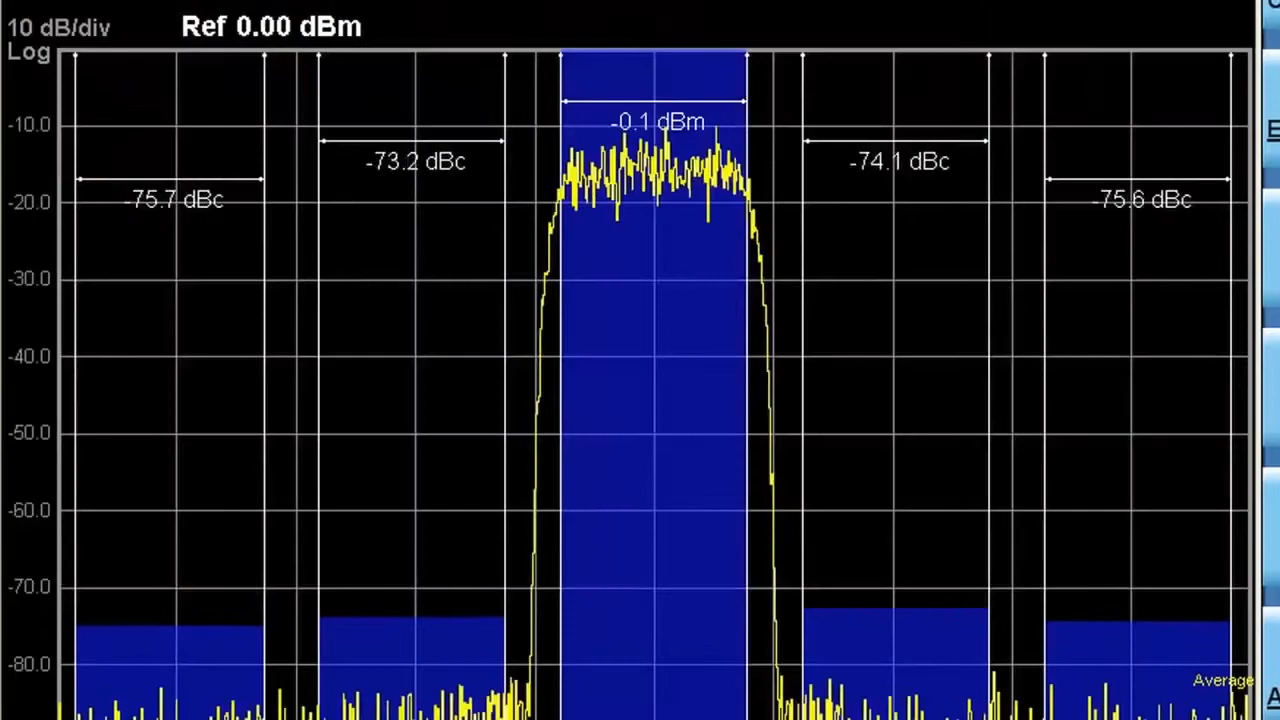 10 dB/div
Ref 0.00 dBm
Log
-10.0
-20.0
-30.0
-40.0
-50.0
-60.0
-70.0
-80.0
-0.1 dBm
-73.2 dBc
-74.1 dBc
-75.7 dBc
-75.6 dBc
Average
E
A